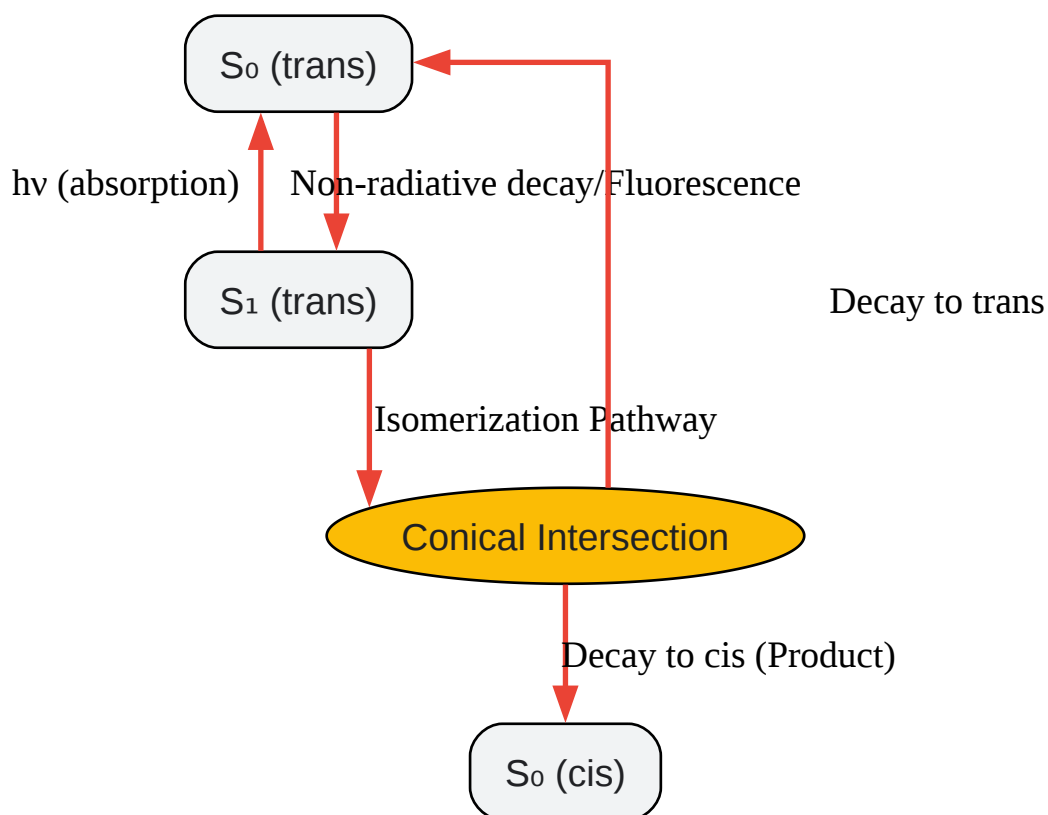 S₀ (trans)
hν (absorption)
Non-radiative decay/Fluorescence
S₁ (trans)
Decay to trans
Isomerization Pathway
Conical Intersection
Decay to cis (Product)
S₀ (cis)